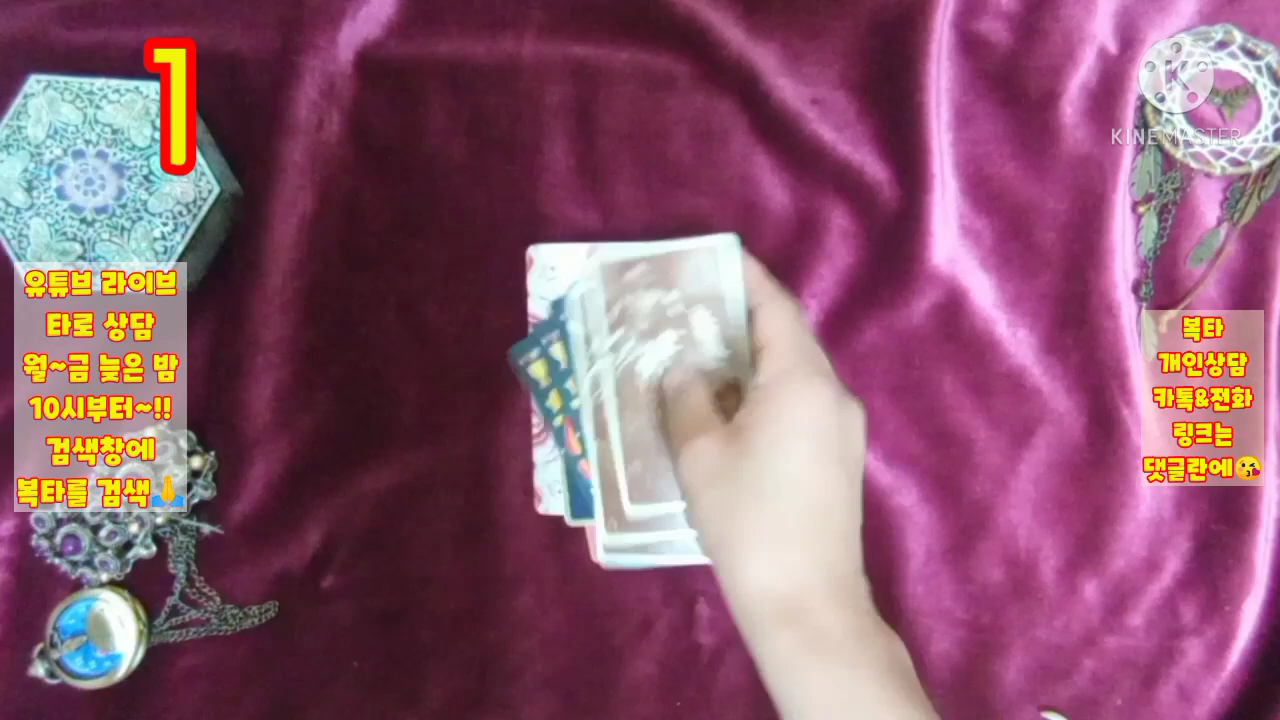 1
유튜브 라이브
타로 상담
월~금 늦은 밤
10시부터~!!
검색창에
복타를 검색🙏
KINEMASTER
복타
개인상담
카톡&전화
링크는
댓글란에😘